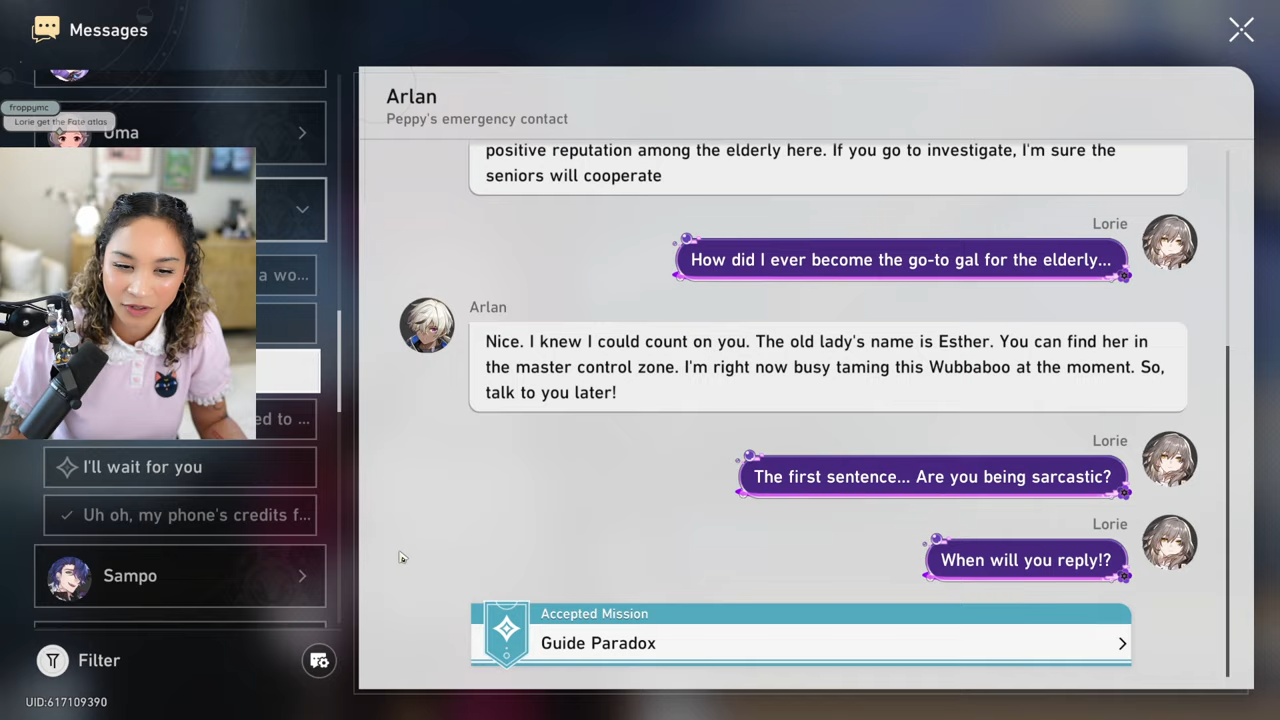 Messages
froppymc
Lorie get the Fate atlas
Uma
a wo...
ed to ...
I'll wait for you
Uh oh, my phone's credits f...
Sampo
Filter
UID:617109390
Arlan
Peppy's emergency contact
positive reputation among the elderly here. If you go to investigate, I'm sure the
seniors will cooperate
Lorie
How did I ever become the go-to gal for the elderly...
Arlan
Nice. I knew I could count on you. The old lady's name is Esther. You can find her in
the master control zone. I'm right now busy taming this Wubbaboo at the moment. So,
talk to you later!
Lorie
The first sentence... Are you being sarcastic?
Lorie
When will you reply!?
Accepted Mission
Guide Paradox